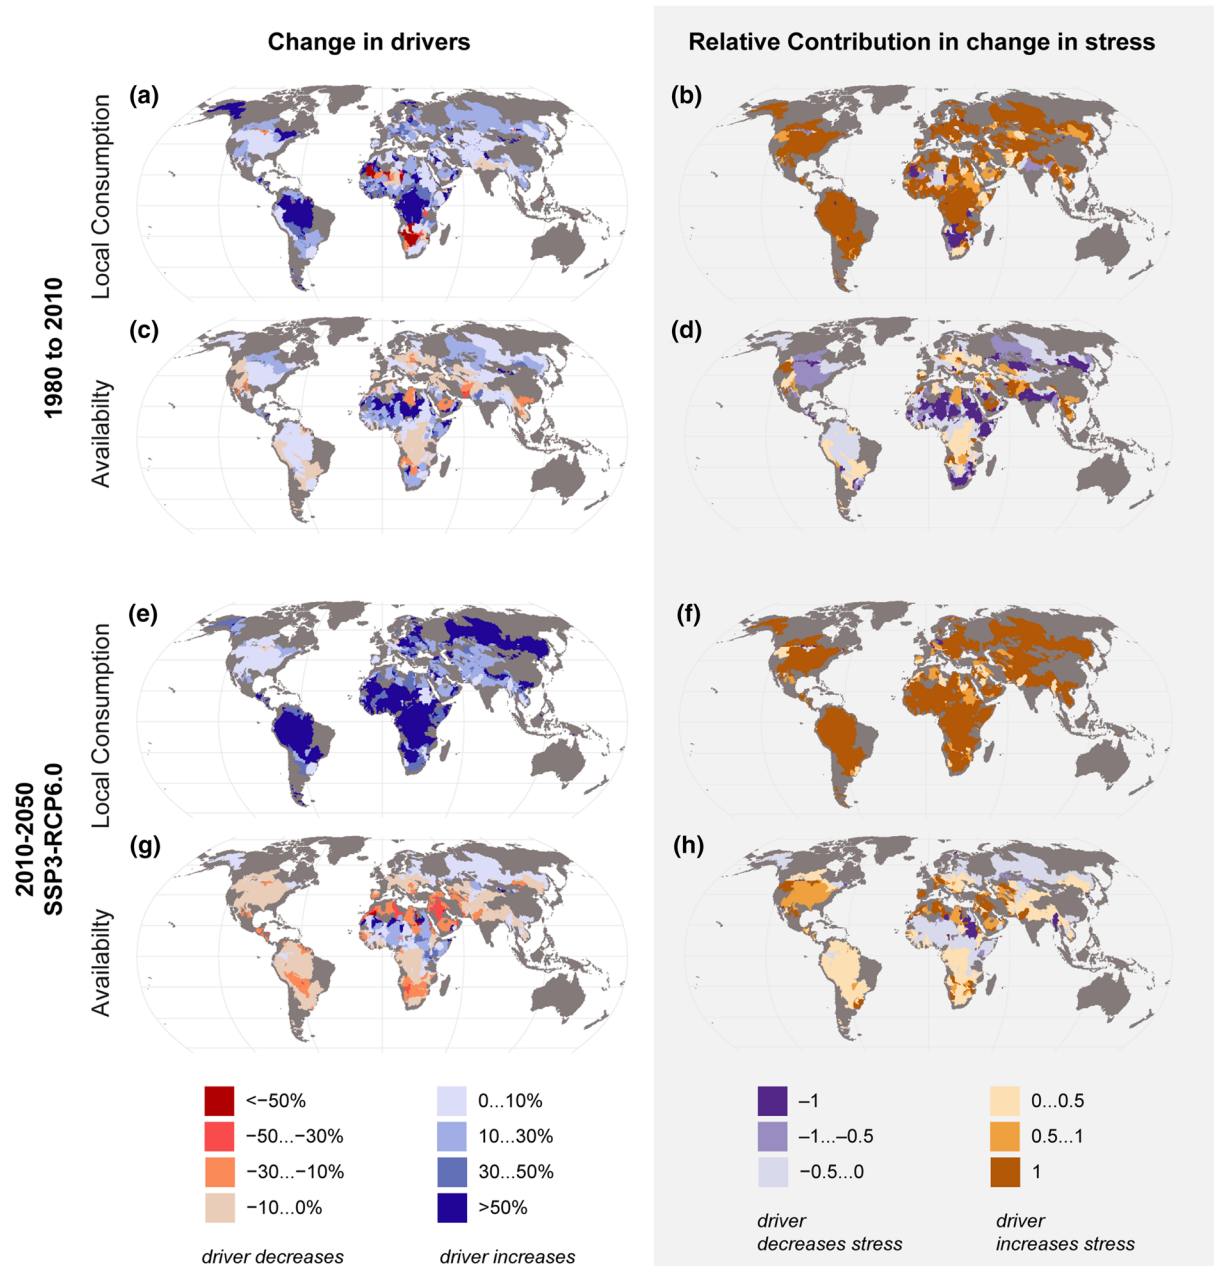 Change in drivers
Relative Contribution in change in stress
1980 to 2010
Local Consumption
(a)
(b)
Availabilty
(c)
(d)
2010-2050
SSP3-RCP6.0
Local Consumption
(e)
(f)
Availabilty
(g)
(h)
<−50%
−50...−30%
−30...−10%
−10...0%
driver decreases
0...10%
10...30%
30...50%
>50%
driver increases
−1
−1...−0.5
−0.5...0
driver
decreases stress
0...0.5
0.5...1
1
driver
increases stress